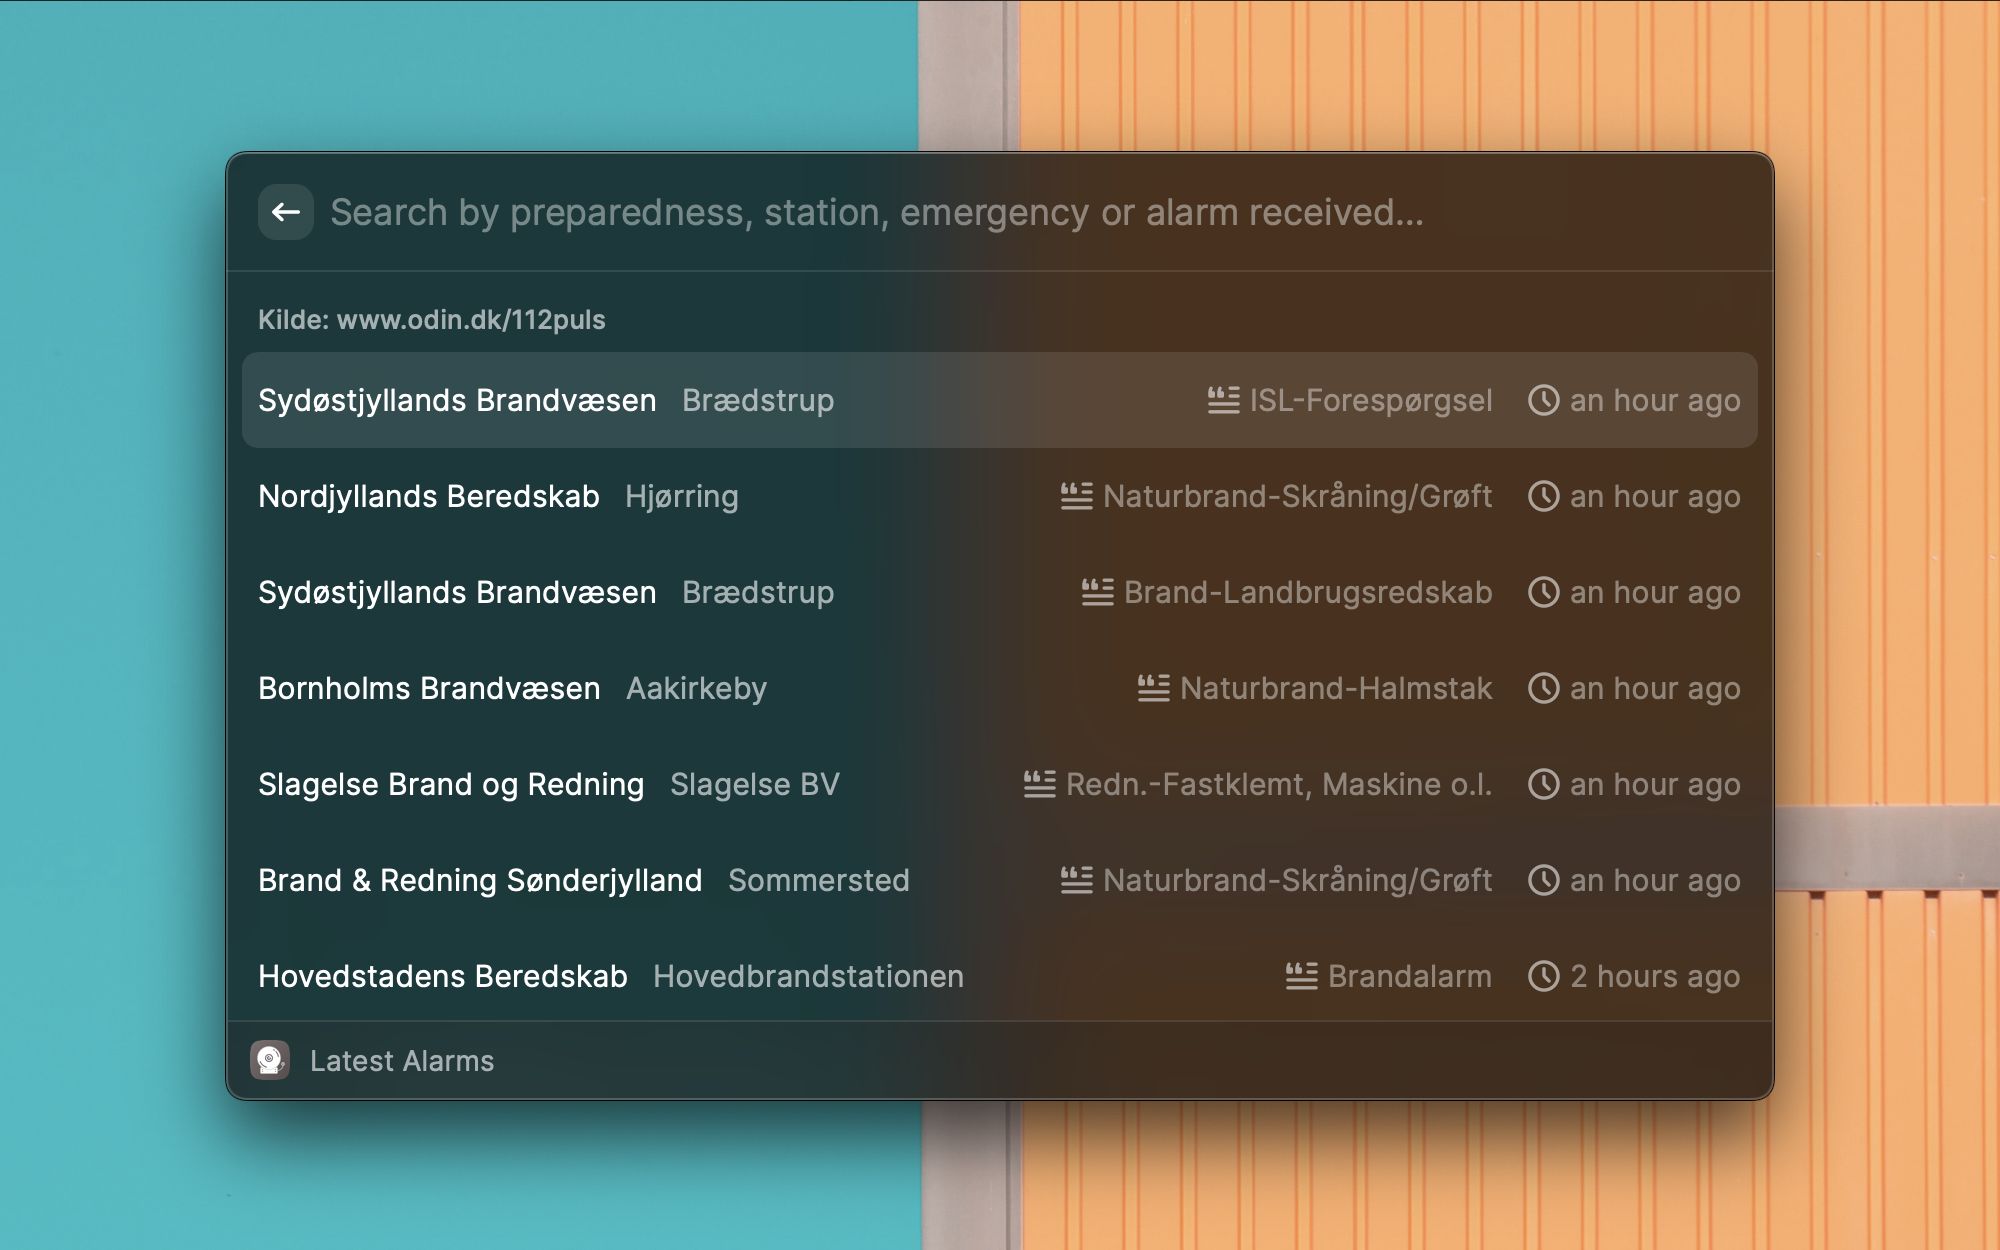 Search by preparedness, station, emergency or alarm received...
Kilde: www.odin.dk/112puls
Sydøstjyllands Brandvæsen Brædstrup ISL-Forespørgsel an hour ago
Nordjyllands Beredskab Hjørring Naturbrand-Skråning/Grøft an hour ago
Sydøstjyllands Brandvæsen Brædstrup Brand-Landbrugsredskab an hour ago
Bornholms Brandvæsen Aakirkeby Naturbrand-Halmstak an hour ago
Slagelse Brand og Redning Slagelse BV Redn.-Fastklemt, Maskine o.l. an hour ago
Brand & Redning Sønderjylland Sommersted Naturbrand-Skråning/Grøft an hour ago
Hovedstadens Beredskab Hovedbrandstationen Brandalarm 2 hours ago
Latest Alarms